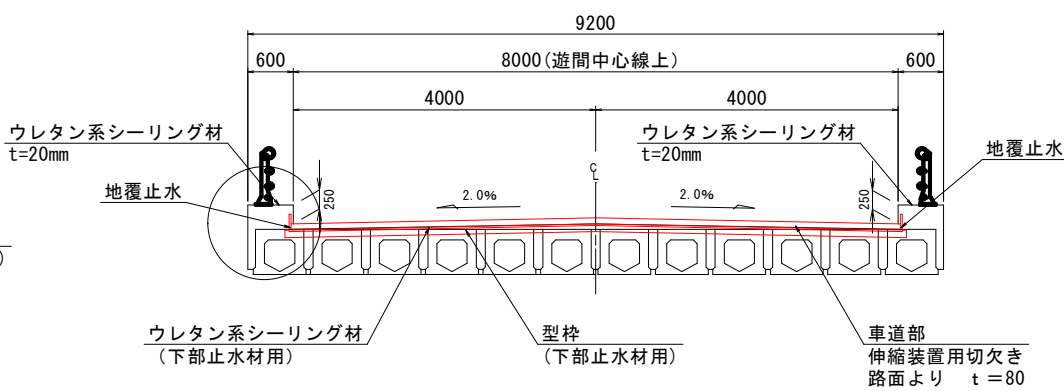 9200
600
8000(遊間中心線上)
600
4000
4000
ウレタン系シーリング材
t=20mm
ウレタン系シーリング材
t=20mm
地覆止水
地覆止水
CL
250
2.0%
2.0%
250
)
ウレタン系シーリング材
(下部止水材用)
型枠
(下部止水材用)
車道部
伸縮装置用切欠き
路面より t=80